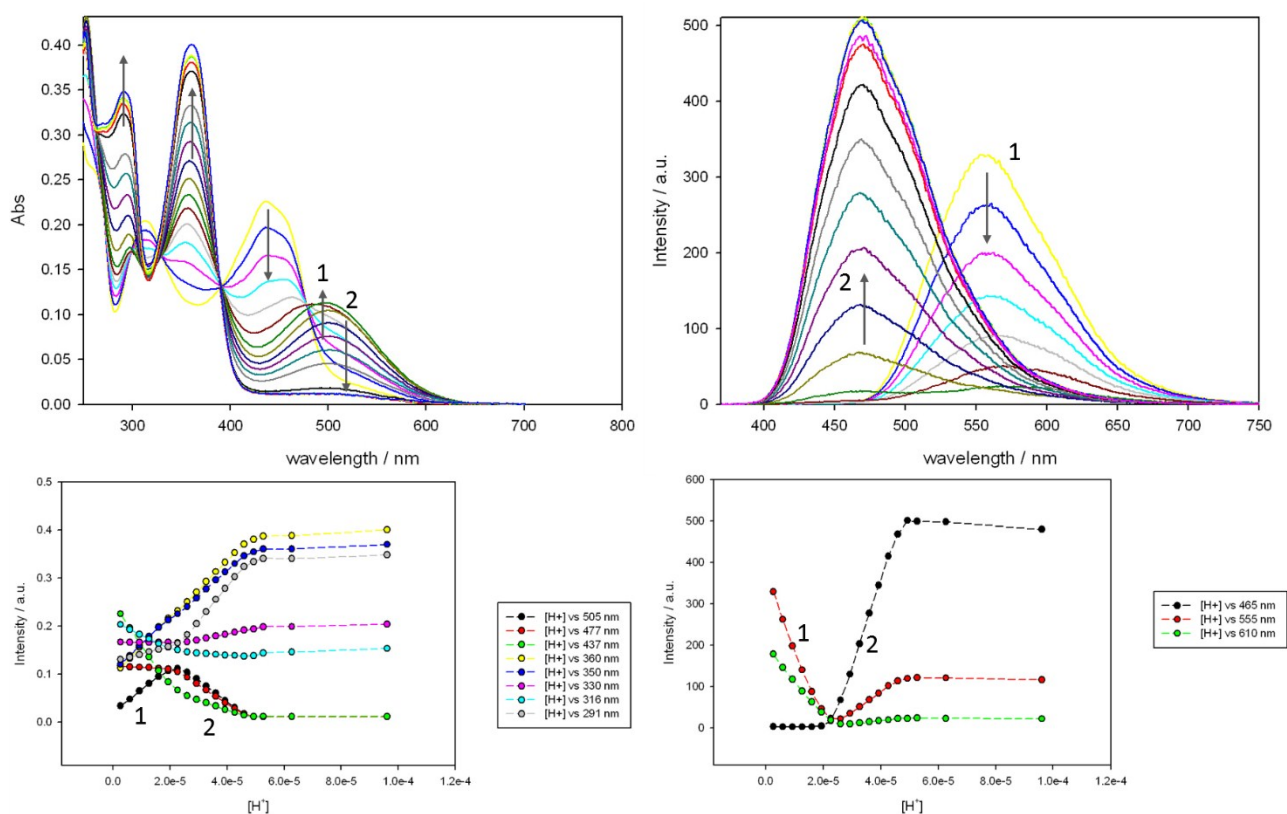 0.40
0.35
0.30
0.25
0.20
0.15
0.10
0.05
0.00
Abs
1
2
300 400 500 600 700 800
wavelength / nm
500
400
300
200
100
0
Intensity / a.u.
1
2
400 450 500 550 600 650 700 750
wavelength / nm
0.5
0.4
0.3
0.2
0.1
0.0
Intensity / a.u.
1
2
0.0 2.0e-5 4.0e-5 6.0e-5 8.0e-5 1.0e-4 1.2e-4
[H⁺]
[H+] vs 505 nm
[H+] vs 477 nm
[H+] vs 437 nm
[H+] vs 360 nm
[H+] vs 350 nm
[H+] vs 330 nm
[H+] vs 316 nm
[H+] vs 291 nm
600
500
400
300
200
100
0
Intensity / a.u.
1
2
0.0 2.0e-5 4.0e-5 6.0e-5 8.0e-5 1.0e-4 1.2e-4
[H⁺]
[H+] vs 465 nm
[H+] vs 555 nm
[H+] vs 610 nm